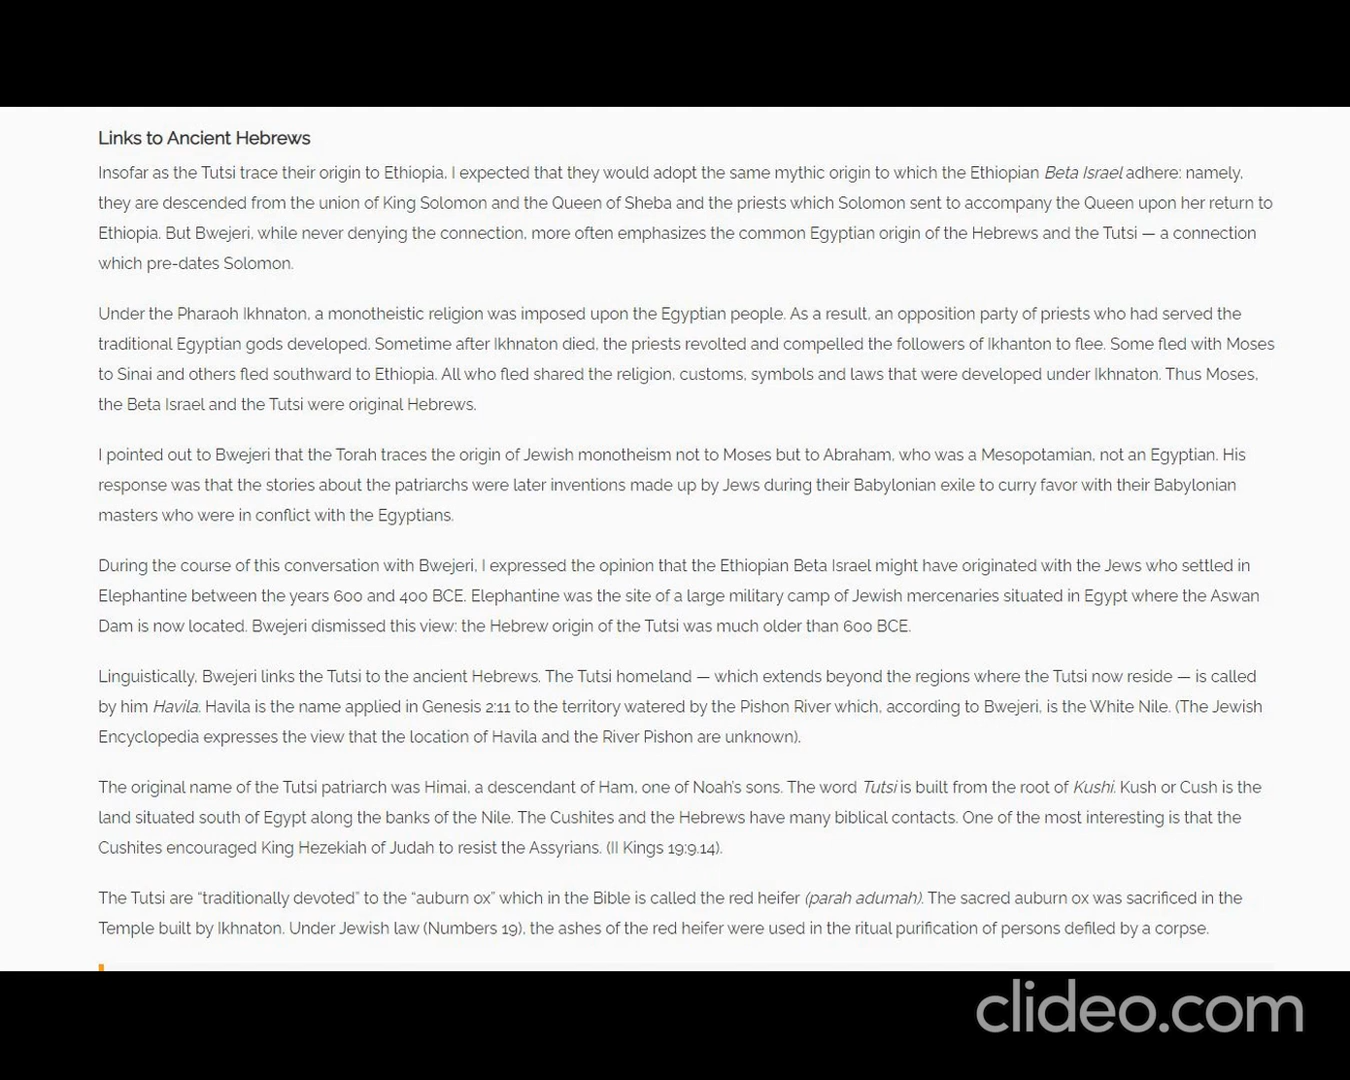 Links to Ancient Hebrews
Insofar as the Tutsi trace their origin to Ethiopia, I expected that they would adopt the same mythic origin to which the Ethiopian Beta Israel adhere: namely,
they are descended from the union of King Solomon and the Queen of Sheba and the priests which Solomon sent to accompany the Queen upon her return to
Ethiopia. But Bwejeri, while never denying the connection, more often emphasizes the common Egyptian origin of the Hebrews and the Tutsi — a connection
which pre-dates Solomon.
Under the Pharaoh Ikhnaton, a monotheistic religion was imposed upon the Egyptian people. As a result, an opposition party of priests who had served the
traditional Egyptian gods developed. Sometime after Ikhnaton died, the priests revolted and compelled the followers of Ikhanton to flee. Some fled with Moses
to Sinai and others fled southward to Ethiopia. All who fled shared the religion, customs, symbols and laws that were developed under Ikhnaton. Thus Moses,
the Beta Israel and the Tutsi were original Hebrews.
I pointed out to Bwejeri that the Torah traces the origin of Jewish monotheism not to Moses but to Abraham, who was a Mesopotamian, not an Egyptian. His
response was that the stories about the patriarchs were later inventions made up by Jews during their Babylonian exile to curry favor with their Babylonian
masters who were in conflict with the Egyptians.
During the course of this conversation with Bwejeri, I expressed the opinion that the Ethiopian Beta Israel might have originated with the Jews who settled in
Elephantine between the years 600 and 400 BCE. Elephantine was the site of a large military camp of Jewish mercenaries situated in Egypt where the Aswan
Dam is now located. Bwejeri dismissed this view: the Hebrew origin of the Tutsi was much older than 600 BCE.
Linguistically, Bwejeri links the Tutsi to the ancient Hebrews. The Tutsi homeland — which extends beyond the regions where the Tutsi now reside — is called
by him Havila. Havila is the name applied in Genesis 2:11 to the territory watered by the Pishon River which, according to Bwejeri, is the White Nile. (The Jewish
Encyclopedia expresses the view that the location of Havila and the River Pishon are unknown).
The original name of the Tutsi patriarch was Himai, a descendant of Ham, one of Noah's sons. The word Tutsi is built from the root of Kushi. Kush or Cush is the
land situated south of Egypt along the banks of the Nile. The Cushites and the Hebrews have many biblical contacts. One of the most interesting is that the
Cushites encouraged King Hezekiah of Judah to resist the Assyrians. (II Kings 19:9.14).
The Tutsi are “traditionally devoted” to the “auburn ox” which in the Bible is called the red heifer (parah adumah). The sacred auburn ox was sacrificed in the
Temple built by Ikhnaton. Under Jewish law (Numbers 19), the ashes of the red heifer were used in the ritual purification of persons defiled by a corpse.
clideo.com